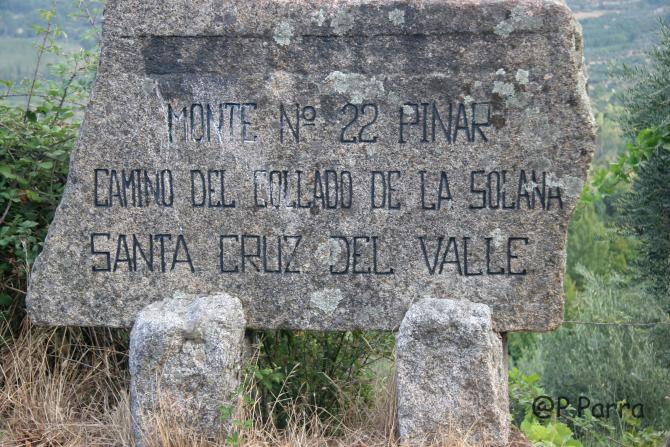 MONTE Nº 22 PINAR
CAMINO DEL COLLADO DE LA SOLANA
SANTA CRUZ DEL VALLE
@P.Parra